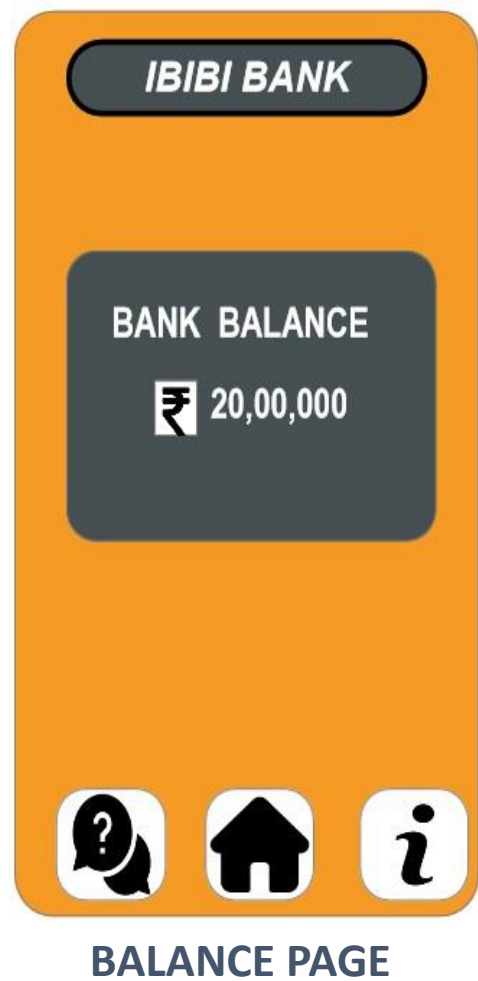 IBIBI BANK
BANK BALANCE
₹ 20,00,000
?
i
BALANCE PAGE